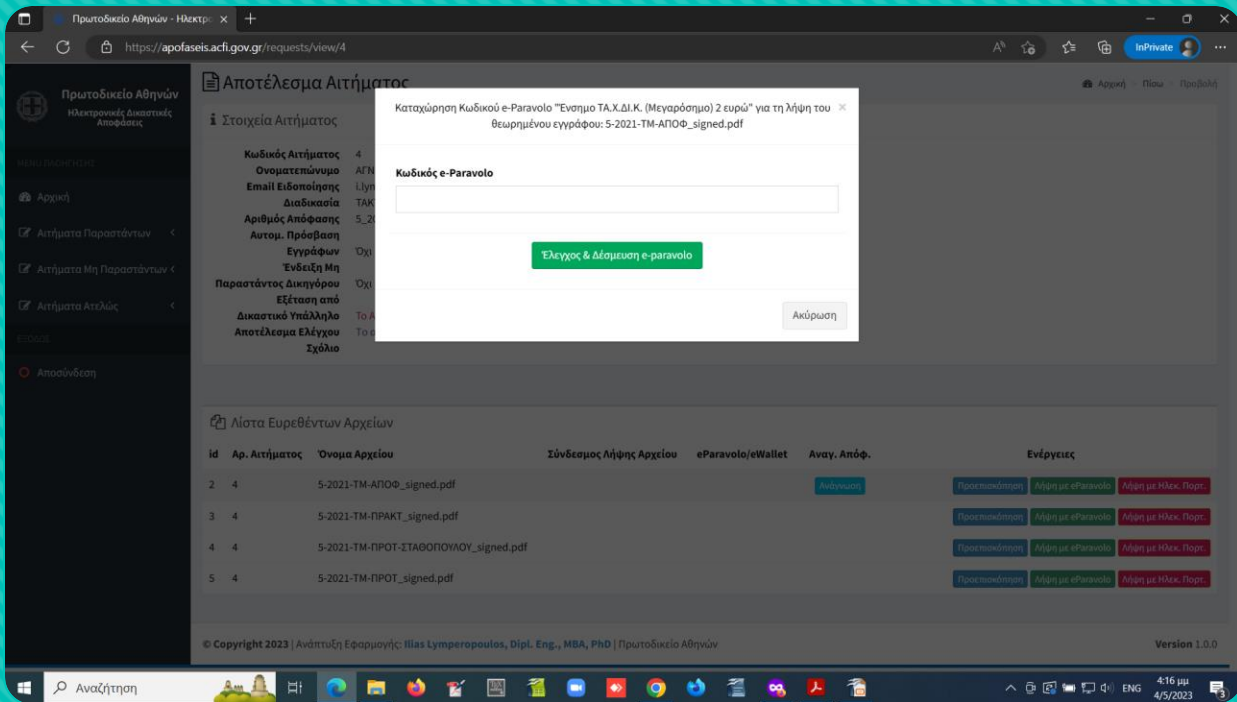 Πρωτοδικείο Αθηνών - Ηλεκτρο
https://apofaseis.acfi.gov.gr/requests/view/4
InPrivate
Πρωτοδικείο Αθηνών
Ηλεκτρονικές Δικαστικές
Αποφάσεις
ΜΕΝΟΥ ΠΛΟΗΓΗΣΗΣ
Αρχική
Αιτήματα Παραστάντων
Αιτήματα Μη Παραστάντων
Αιτήματα Ατελώς
ΕΞΟΔΟΣ
Αποσύνδεση
Αποτέλεσμα Αιτήματος
Αρχική > Πίσω > Προβολή
Στοιχεία Αιτήματος
Κωδικός Αιτήματος 4
Ονοματεπώνυμο
Email Ειδοποίησης
Διαδικασία
Αριθμός Απόφασης
Αυτομ. Πρόσβαση
Εγγράφων Όχι
Ένδειξη Μη
Παραστάντος Δικηγόρου Όχι
Εξέταση από
Δικαστικό Υπάλληλο
Αποτέλεσμα Ελέγχου
Σχόλιο
Καταχώρηση Κωδικού e-Paravolo "Ένσημο ΤΑ.Χ.ΔΙ.Κ. (Μεγαρόσημο) 2 ευρώ" για τη λήψη του ×
θεωρημένου εγγράφου: 5-2021-ΤΜ-ΑΠΟΦ_signed.pdf
Κωδικός e-Paravolo
Έλεγχος & Δέσμευση e-paravolo
Ακύρωση
Λίστα Ευρεθέντων Αρχείων
id Αρ. Αιτήματος Όνομα Αρχείου Σύνδεσμος Λήψης Αρχείου eParavolo/eWallet Αναγ. Απόφ. Ενέργειες
2 4 5-2021-ΤΜ-ΑΠΟΦ_signed.pdf Ανάγνωση Προεπισκόπηση Λήψη με eParavolo Λήψη με Ηλεκ. Πορτ.
3 4 5-2021-ΤΜ-ΠΡΑΚΤ_signed.pdf Προεπισκόπηση Λήψη με eParavolo Λήψη με Ηλεκ. Πορτ.
4 4 5-2021-ΤΜ-ΠΡΟΤ-ΣΤΑΘΟΠΟΥΛΟΥ_signed.pdf Προεπισκόπηση Λήψη με eParavolo Λήψη με Ηλεκ. Πορτ.
5 4 5-2021-ΤΜ-ΠΡΟΤ_signed.pdf Προεπισκόπηση Λήψη με eParavolo Λήψη με Ηλεκ. Πορτ.
© Copyright 2023 | Ανάπτυξη Εφαρμογής: Ilias Lymperopoulos, Dipl. Eng., MBA, PhD | Πρωτοδικείο Αθηνών Version 1.0.0
Αναζήτηση
ENG
4:16 μμ
4/5/2023